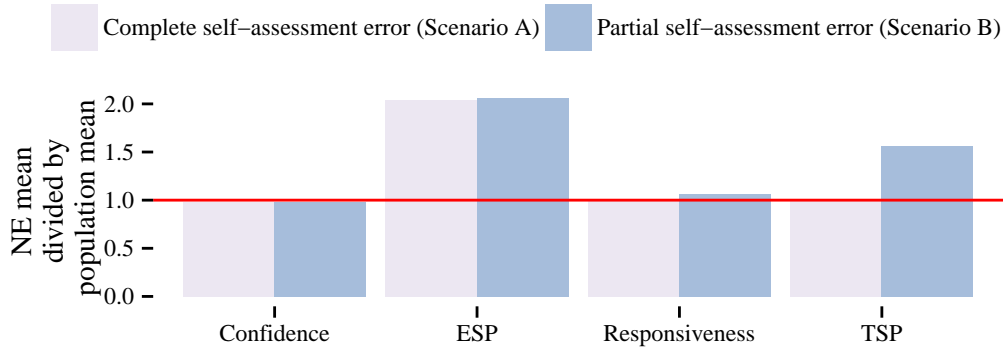 Complete self−assessment error (Scenario A) Partial self−assessment error (Scenario B)
NE mean
divided by
population mean
2.0
1.5
1.0
0.5
0.0
Confidence ESP Responsiveness TSP